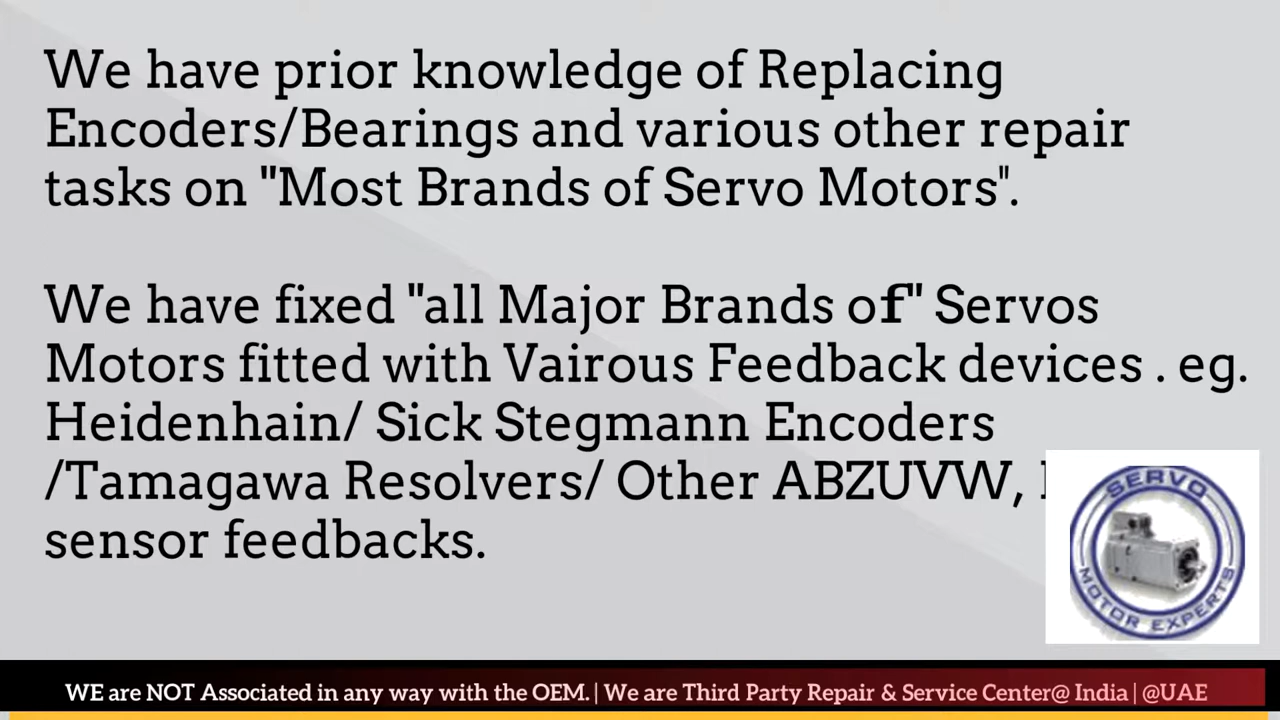 We have prior knowledge of Replacing
Encoders/Bearings and various other repair
tasks on "Most Brands of Servo Motors".
We have fixed "all Major Brands of" Servos
Motors fitted with Vairous Feedback devices . eg.
Heidenhain/ Sick Stegmann Encoders
/Tamagawa Resolvers/ Other ABZUVW,
sensor feedbacks.
SERVO
MOTOR EXPERTS
WE are NOT Associated in any way with the OEM. | We are Third Party Repair & Service Center@ India | @UAE